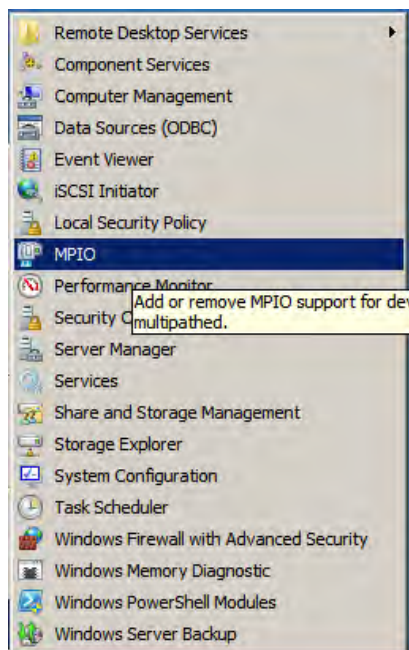 Remote Desktop Services
Component Services
Computer Management
Data Sources (ODBC)
Event Viewer
iSCSI Initiator
Local Security Policy
MPIO
Performance Monitor
Add or remove MPIO support for
Security
multipathed.
Server Manager
Services
Share and Storage Management
Storage Explorer
System Configuration
Task Scheduler
Windows Firewall with Advanced Security
Windows Memory Diagnostic
Windows PowerShell Modules
Windows Server Backup